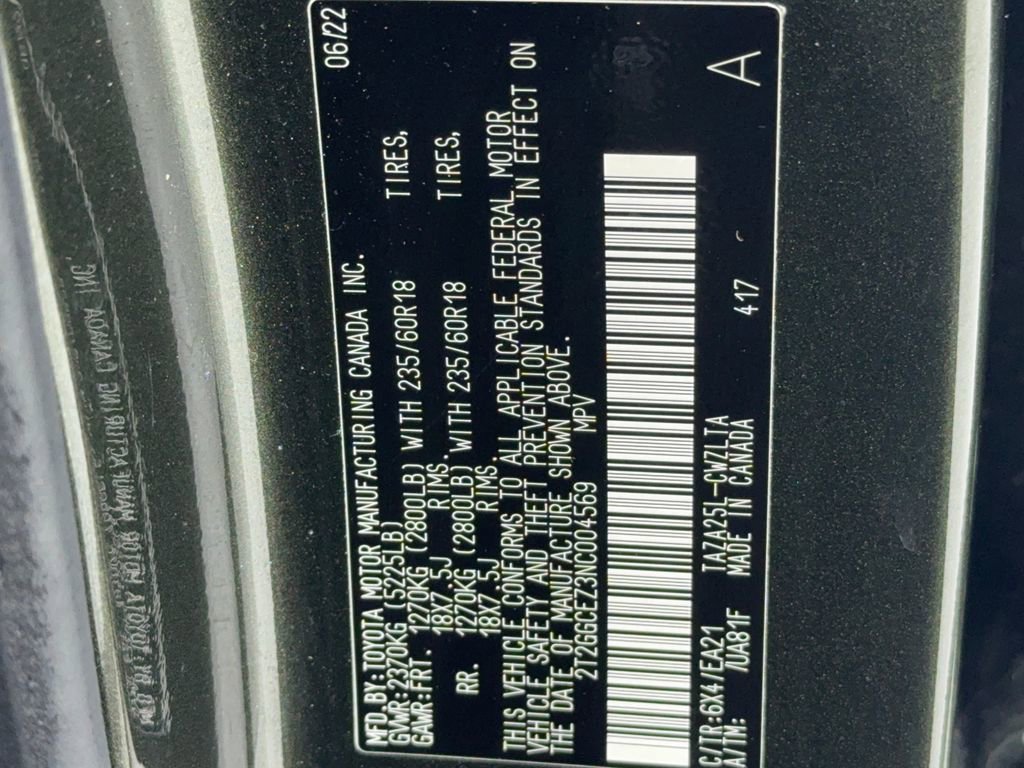 MFD.BY:TOYOTA MOTOR MANUFACTURING CANADA INC. 06/22
GVWR:2370KG (5225LB)
GAWR:FRT. 1270KG (2800LB) WITH 235/60R18 TIRES,
18X7.5J RIMS.
RR. 1270KG (2800LB) WITH 235/60R18 TIRES,
18X7.5J RIMS.
THIS VEHICLE CONFORMS TO ALL APPLICABLE FEDERAL MOTOR
VEHICLE SAFETY AND THEFT PREVENTION STANDARDS IN EFFECT ON
THE DATE OF MANUFACTURE SHOWN ABOVE.
2T2GGCEZ3NC004569 MPV
C/TR:6X4/EA21 TAZA25L-CWZLTA 417 A
A/TM: /UA81F MADE IN CANADA